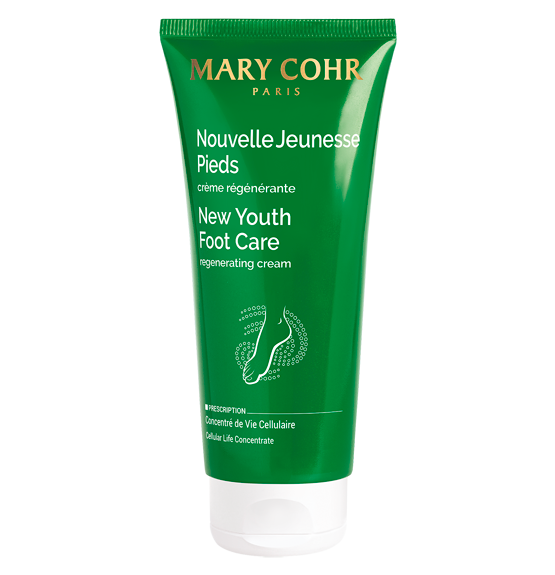 MARY COHR
PARIS
Nouvelle Jeunesse
Pieds
crème régénérante
New Youth
Foot Care
regenerating cream
PRESCRIPTION
Concentré de Vie Cellulaire
Cellular Life Concentrate